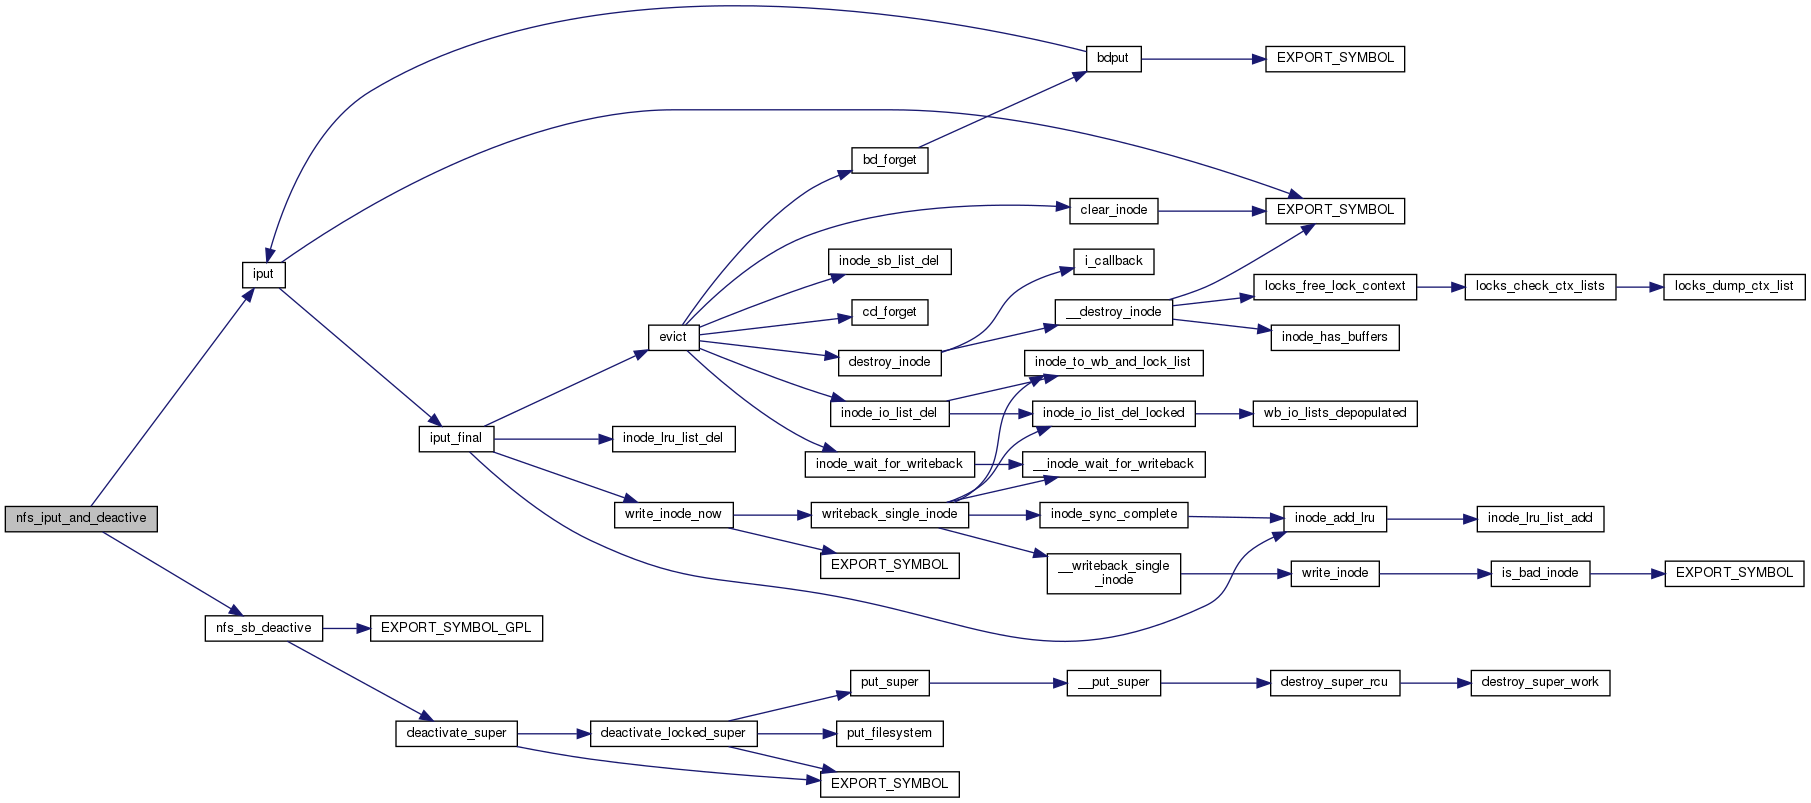 bdput
EXPORT_SYMBOL
bd_forget
clear_inode
EXPORT_SYMBOL
inode_sb_list_del
i_callback
iput
locks_free_lock_context
locks_check_ctx_lists
locks_dump_ctx_list
cd_forget
__destroy_inode
evict
inode_has_buffers
destroy_inode
inode_to_wb_and_lock_list
inode_io_list_del
inode_io_list_del_locked
wb_io_lists_depopulated
iput_final
inode_lru_list_del
inode_wait_for_writeback
__inode_wait_for_writeback
nfs_iput_and_deactive
write_inode_now
writeback_single_inode
inode_sync_complete
inode_add_lru
inode_lru_list_add
EXPORT_SYMBOL
__writeback_single
_inode
write_inode
is_bad_inode
EXPORT_SYMBOL
nfs_sb_deactive
EXPORT_SYMBOL_GPL
put_super
__put_super
destroy_super_rcu
destroy_super_work
deactivate_super
deactivate_locked_super
put_filesystem
EXPORT_SYMBOL